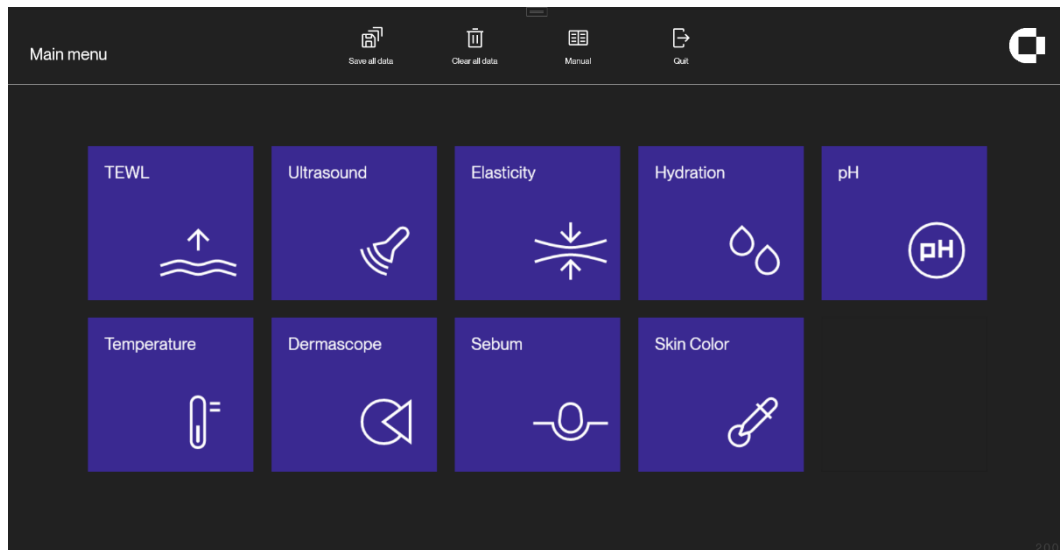 Main menu
Save all data
Clear all data
Manual
Quit
TEWL
Ultrasound
Elasticity
Hydration
pH
pH
Temperature
Dermascope
Sebum
Skin Color